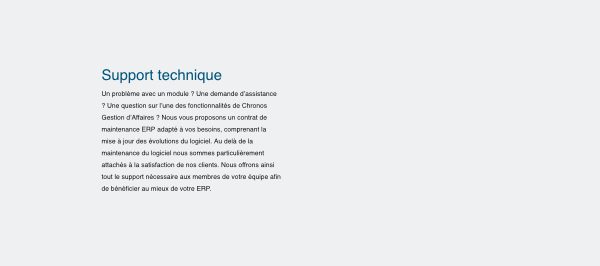 Support technique
Un problème avec un module ? Une demande d'assistance
? Une question sur l'une des fonctionnalités de Chronos
Gestion d'Affaires ? Nous vous proposons un contrat de
maintenance ERP adapté à vos besoins, comprenant la
mise à jour des évolutions du logiciel. Au delà de la
maintenance du logiciel nous sommes particulièrement
attachés à la satisfaction de nos clients. Nous offrons ainsi
tout le support nécessaire aux membres de votre équipe afin
de bénéficier au mieux de votre ERP.